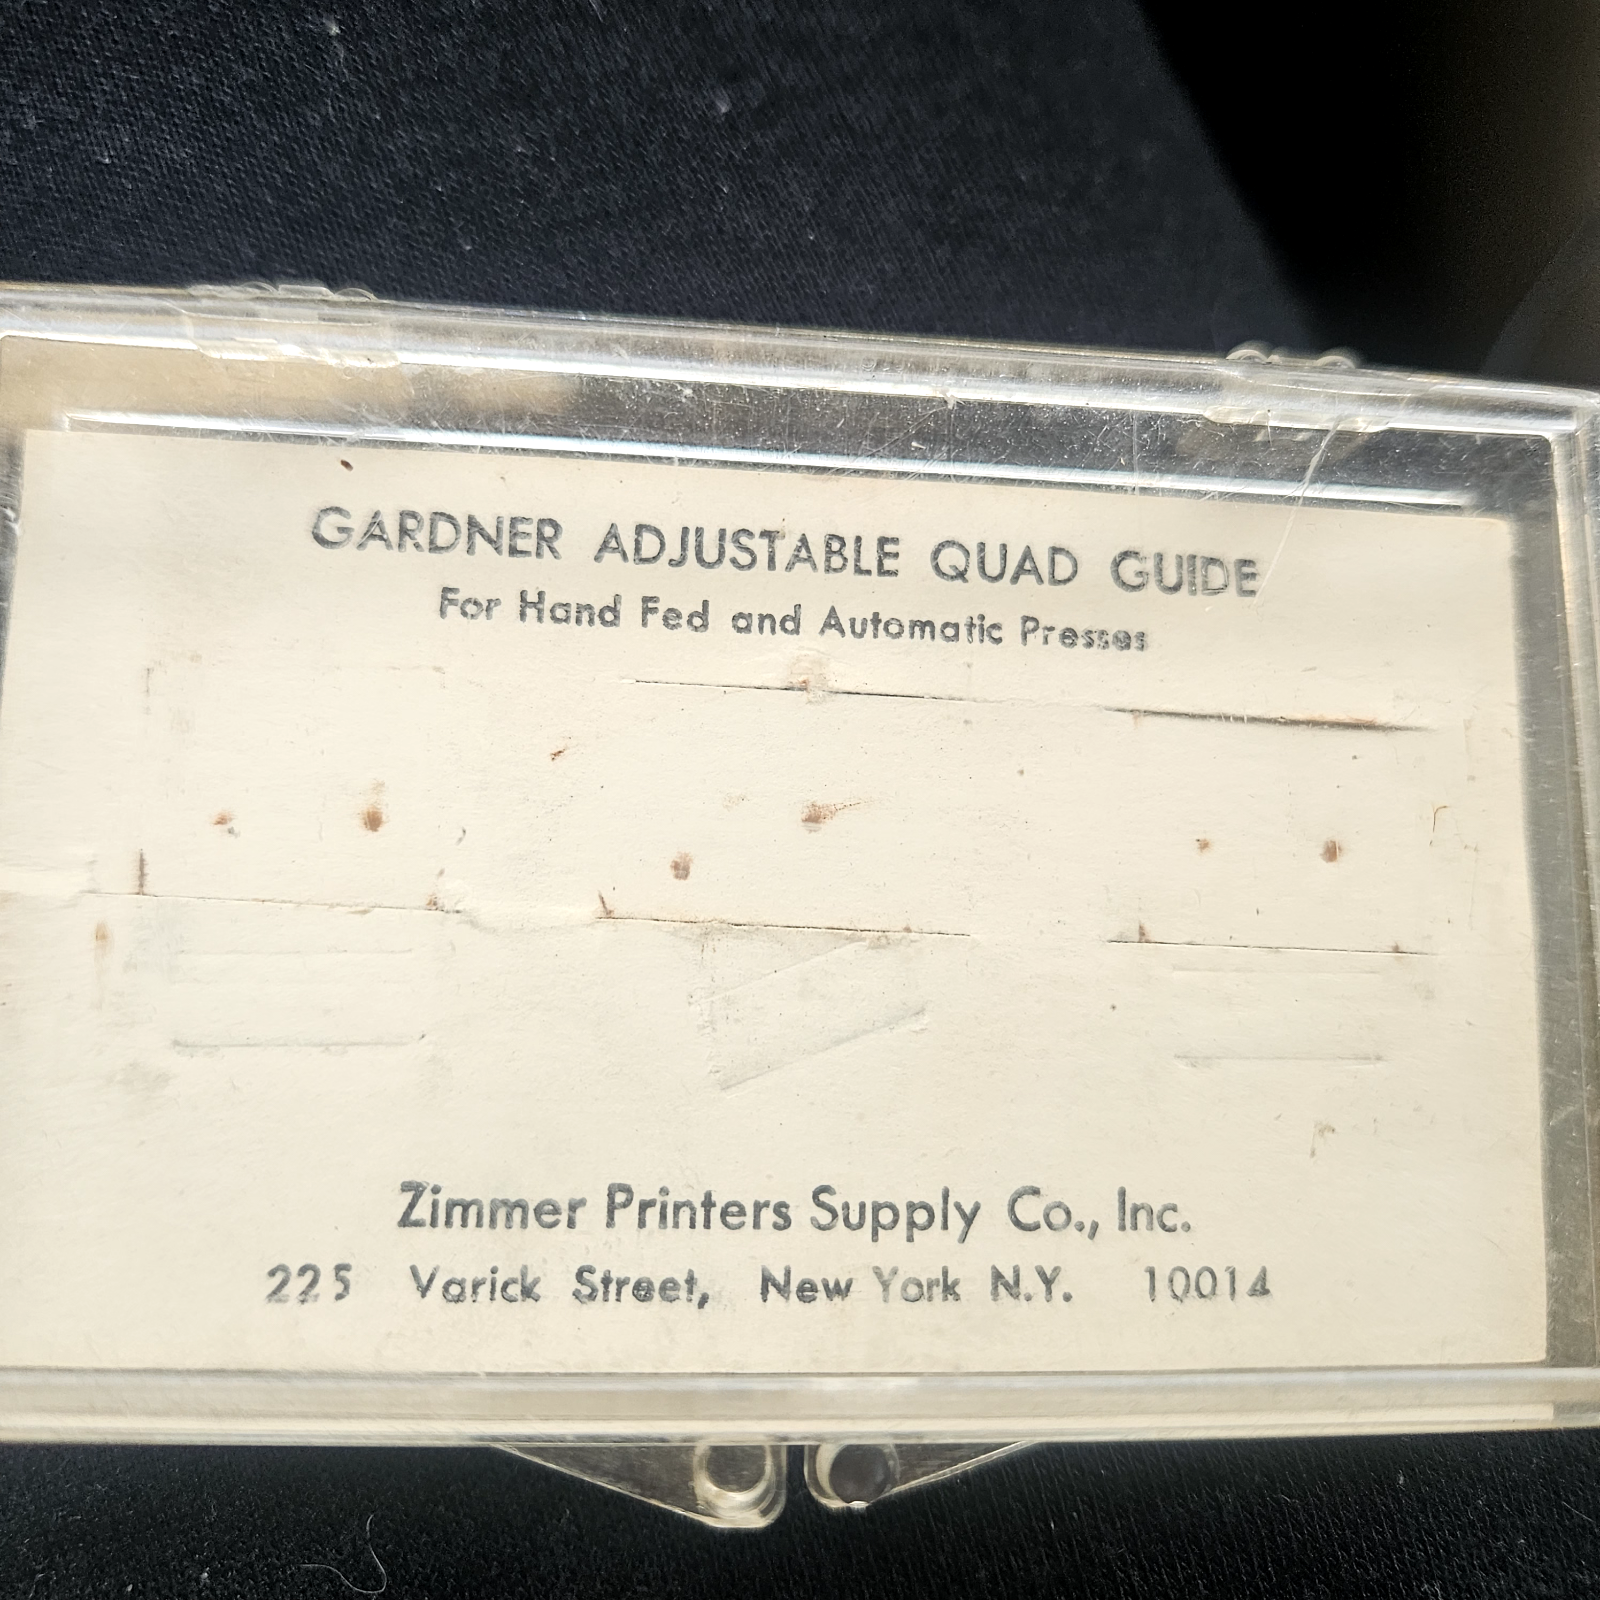 GARDNER ADJUSTABLE QUAD GUIDE
For Hand Fed and Automatic Presses
Zimmer Printers Supply Co., Inc.
225 Varick Street, New York N.Y. 10014